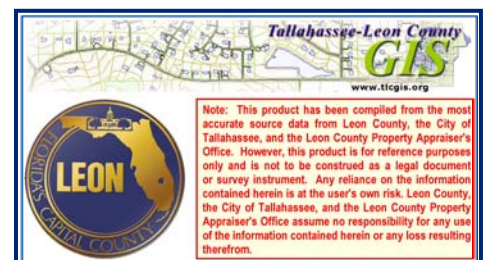 Tallahassee-Leon County
GIS
www.tlcgis.org
Note: This product has been compiled from the most
accurate source data from Leon County, the City of
Tallahassee, and the Leon County Property Appraiser's
Office. However, this product is for reference purposes
only and is not to be construed as a legal document
or survey instrument. Any reliance on the information
contained herein is at the user's own risk. Leon County,
the City of Tallahassee, and the Leon County Property
Appraiser's Office assume no responsibility for any use
of the information contained herein or any loss resulting
therefrom.
LEON
FLORIDA'S CAPITAL COUNTY